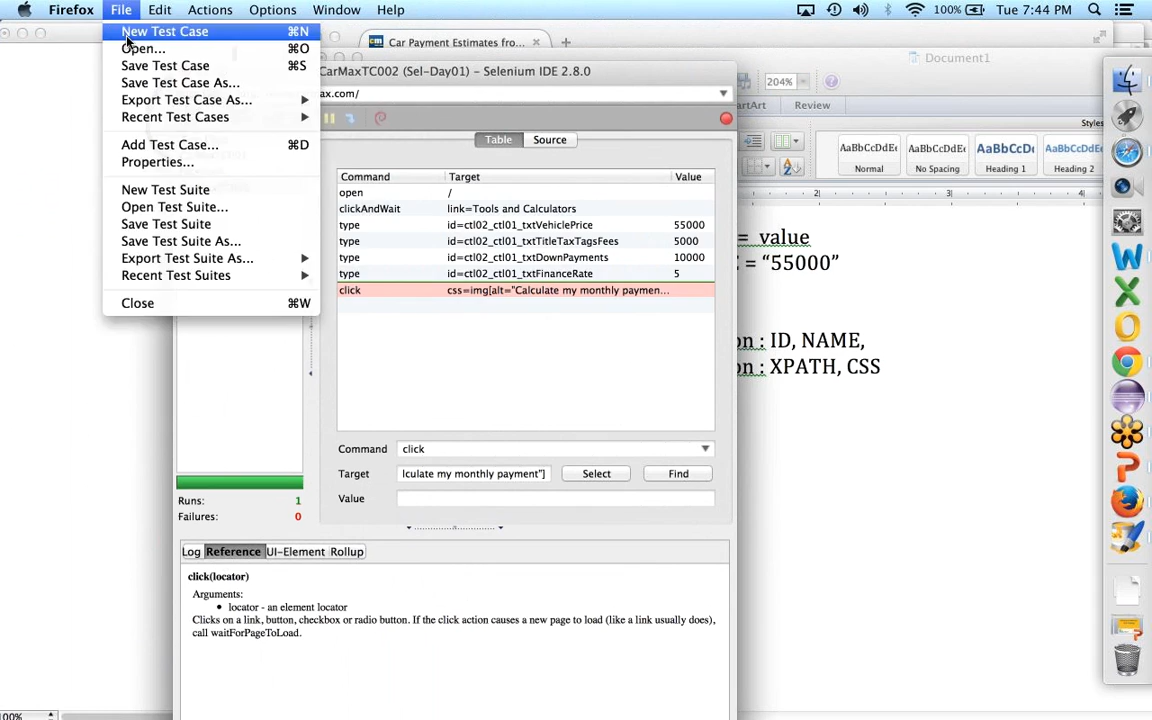 Firefox File Edit Actions Options Window Help 100% Tue 7:44 PM
New Test Case ⌘N
Open... ⌘O
Save Test Case ⌘S
Save Test Case As...
Export Test Case As...
Recent Test Cases
Add Test Case... ⌘D
Properties...
New Test Suite
Open Test Suite...
Save Test Suite
Save Test Suite As...
Export Test Suite As...
Recent Test Suites
Close ⌘W
Car Payment Estimates fro...
CarMaxTC002 (Sel-Day01) - Selenium IDE 2.8.0
ax.com/
Table Source
Command Target Value
open /
clickAndWait link=Tools and Calculators
type id=ctl02_ctl01_txtVehiclePrice 55000
type id=ctl02_ctl01_txtTitleTaxTagsFees 5000
type id=ctl02_ctl01_txtDownPayments 10000
type id=ctl02_ctl01_txtFinanceRate 5
click css=img[alt="Calculate my monthly paymen...
Command click
Target lculate my monthly payment"] Select Find
Value
Runs: 1
Failures: 0
Log Reference UI-Element Rollup
click(locator)
Arguments:
• locator - an element locator
Clicks on a link, button, checkbox or radio button. If the click action causes a new page to load (like a link usually does),
call waitForPageToLoad.
Document1
204%
artArt Review
Styles
AaBbCcDdEe AaBbCcDdEe AaBbCcDc AaBbCcDdEe
Normal No Spacing Heading 1 Heading 2
2 3 4
= value
= “55000”
on : ID, NAME,
on : XPATH, CSS
100%